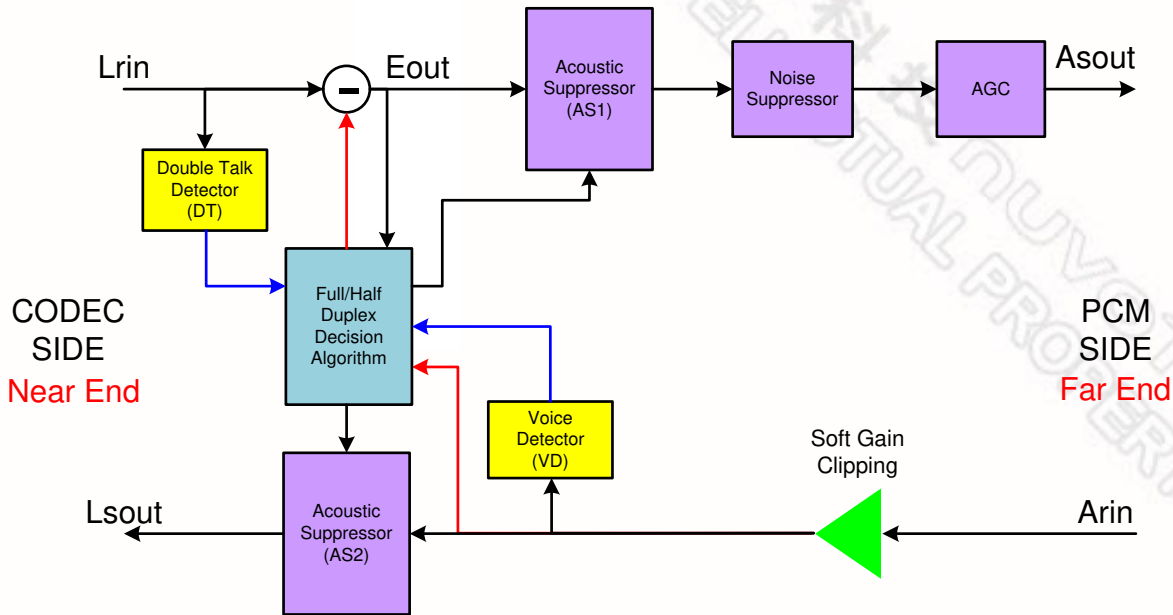 Lrin
Eout
Acoustic
Suppressor
(AS1)
Noise
Suppressor
AGC
Asout
Double Talk
Detector
(DT)
Full/Half
Duplex
Decision
Algorithm
CODEC
SIDE
Near End
PCM
SIDE
Far End
Voice
Detector
(VD)
Soft Gain
Clipping
Lsout
Acoustic
Suppressor
(AS2)
Arin